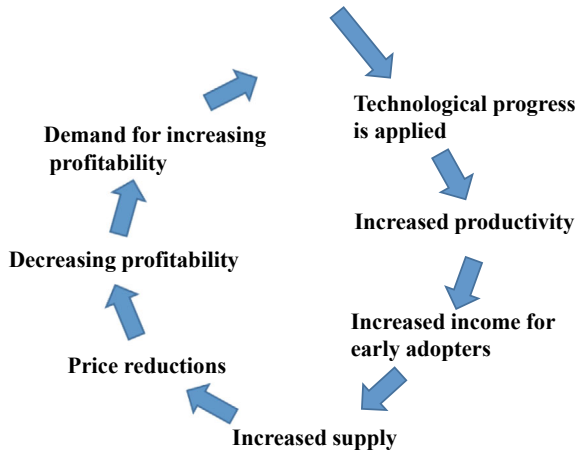 Technological progress
is applied
Increased productivity
Increased income for
early adopters
Increased supply
Price reductions
Decreasing profitability
Demand for increasing
profitability